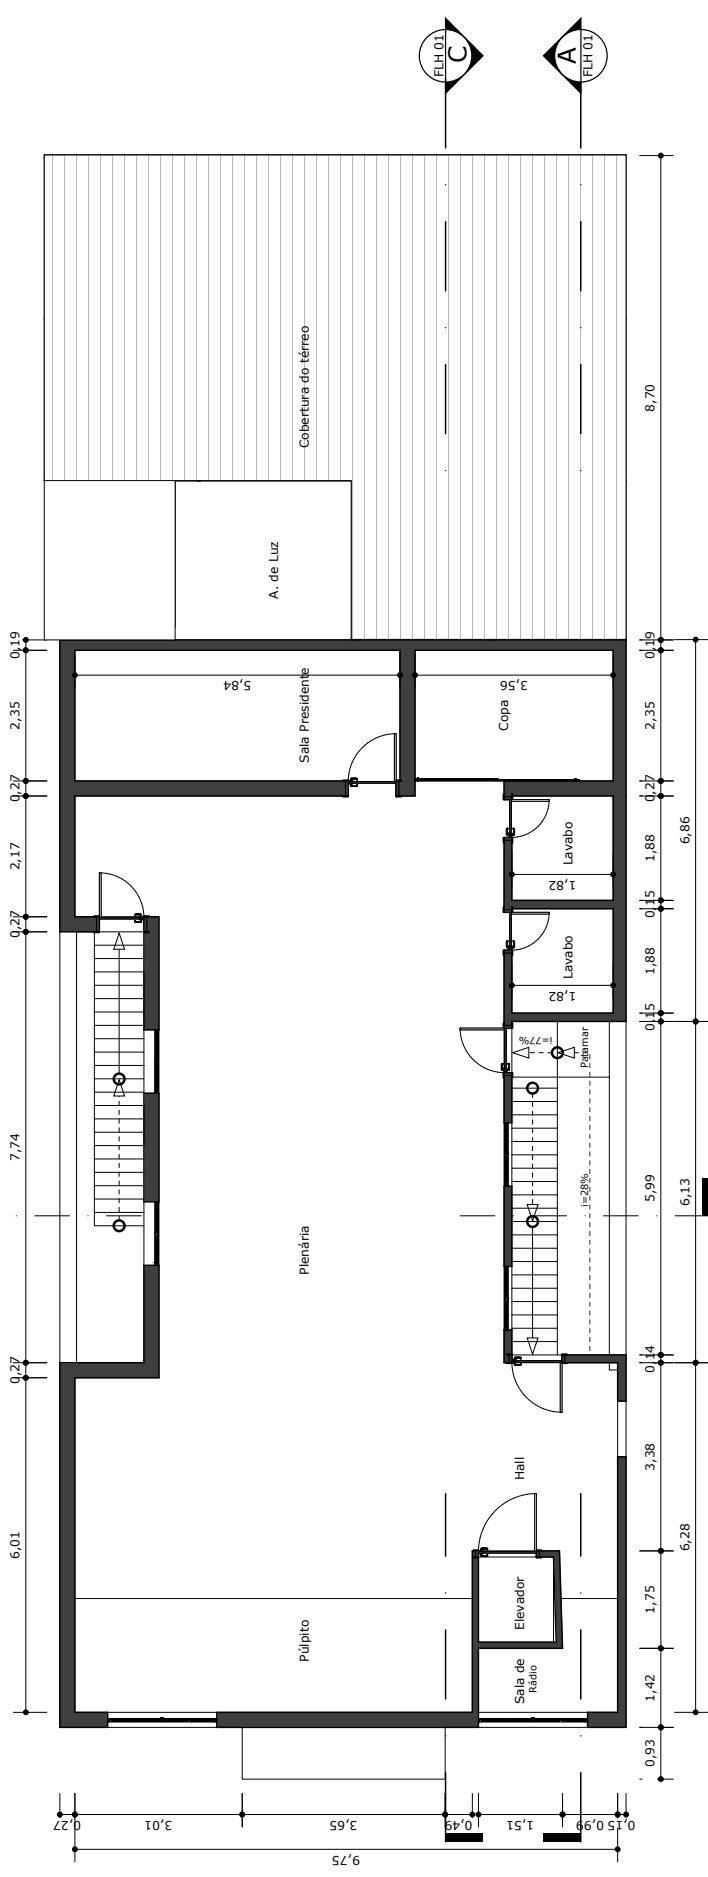 FLH 01
C
A
FLH 01
Cobertura do térreo
8,70
A. de Luz
0,19
2,35
0,27
2,17
0,27
7,74
0,27
6,01
5,84
Sala Presidente
3,56
Copa
Lavabo
1,82
Lavabo
1,82
i=77%
Patamar
i=28%
Plenária
Hall
Elevador
Púlpito
Sala de
Rádio
0,19
2,35
0,27
1,88
0,15
1,88
0,15
5,99
0,14
3,38
1,75
1,42
0,93
6,86
6,13
6,28
0,27
3,01
3,65
0,49
1,51
0,99
0,15
9,75